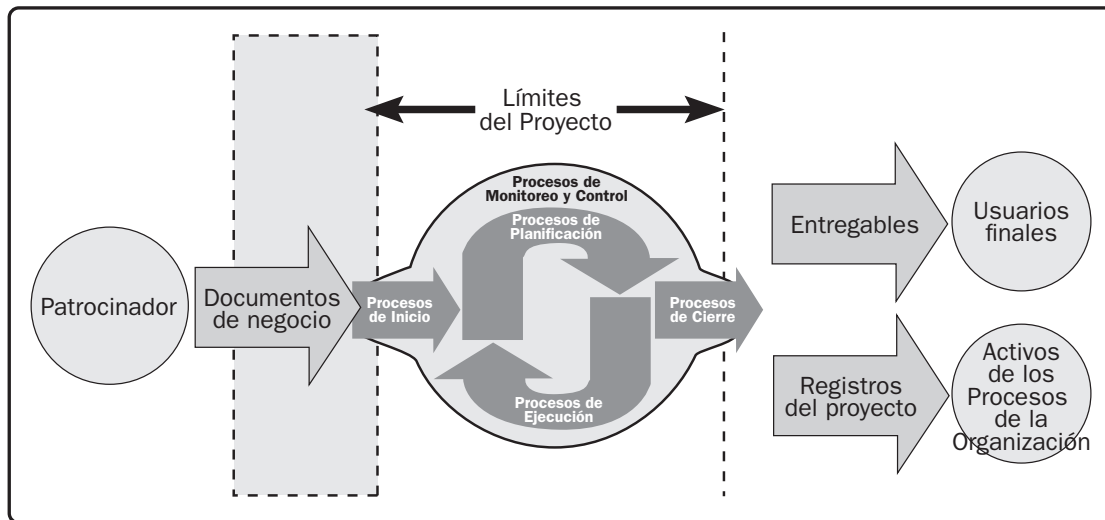 Límites
del Proyecto
Procesos de
Monitoreo y Control
Procesos de
Planificación
Patrocinador
Documentos
de negocio
Procesos
de Inicio
Procesos
de Cierre
Procesos de
Ejecución
Entregables
Usuarios
finales
Registros
del proyecto
Activos
de los
Procesos
de la
Organización